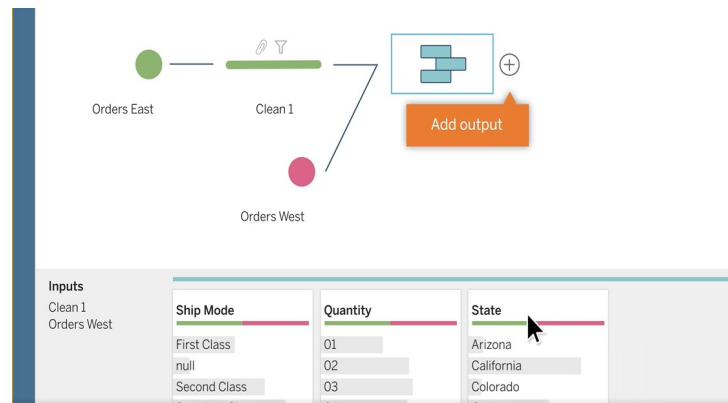 Orders East
Clean 1
Add output
Orders West
Inputs
Clean 1
Orders West
Ship Mode
First Class
null
Second Class
Quantity
01
02
03
State
Arizona
California
Colorado